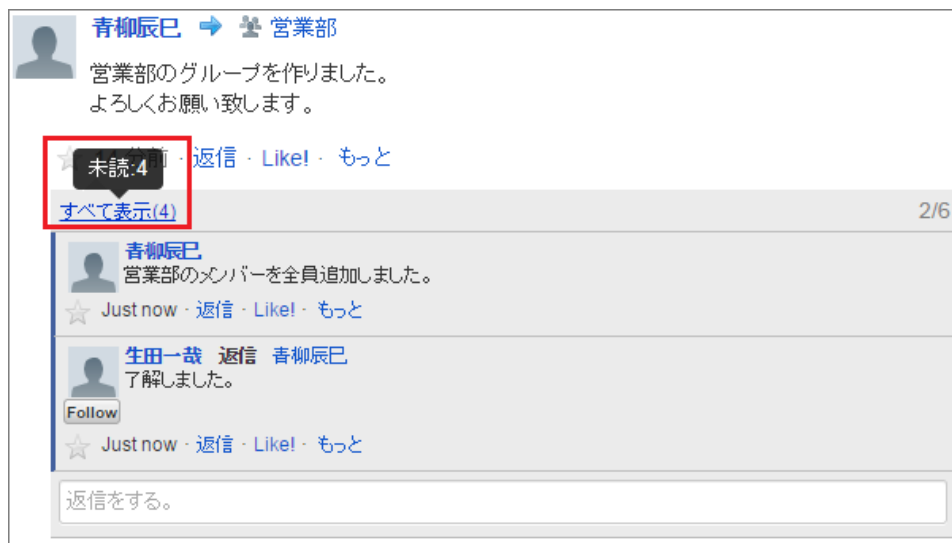 青柳辰巳 営業部
営業部のグループを作りました。
よろしくお願い致します。
分前 · 返信 · Like! · もっと
未読:4
すべて表示(4) 2/6
青柳辰巳
営業部のメンバーを全員追加しました。
Just now · 返信 · Like! · もっと
生田一哉 返信 青柳辰巳
了解しました。
Follow
Just now · 返信 · Like! · もっと
返信をする。